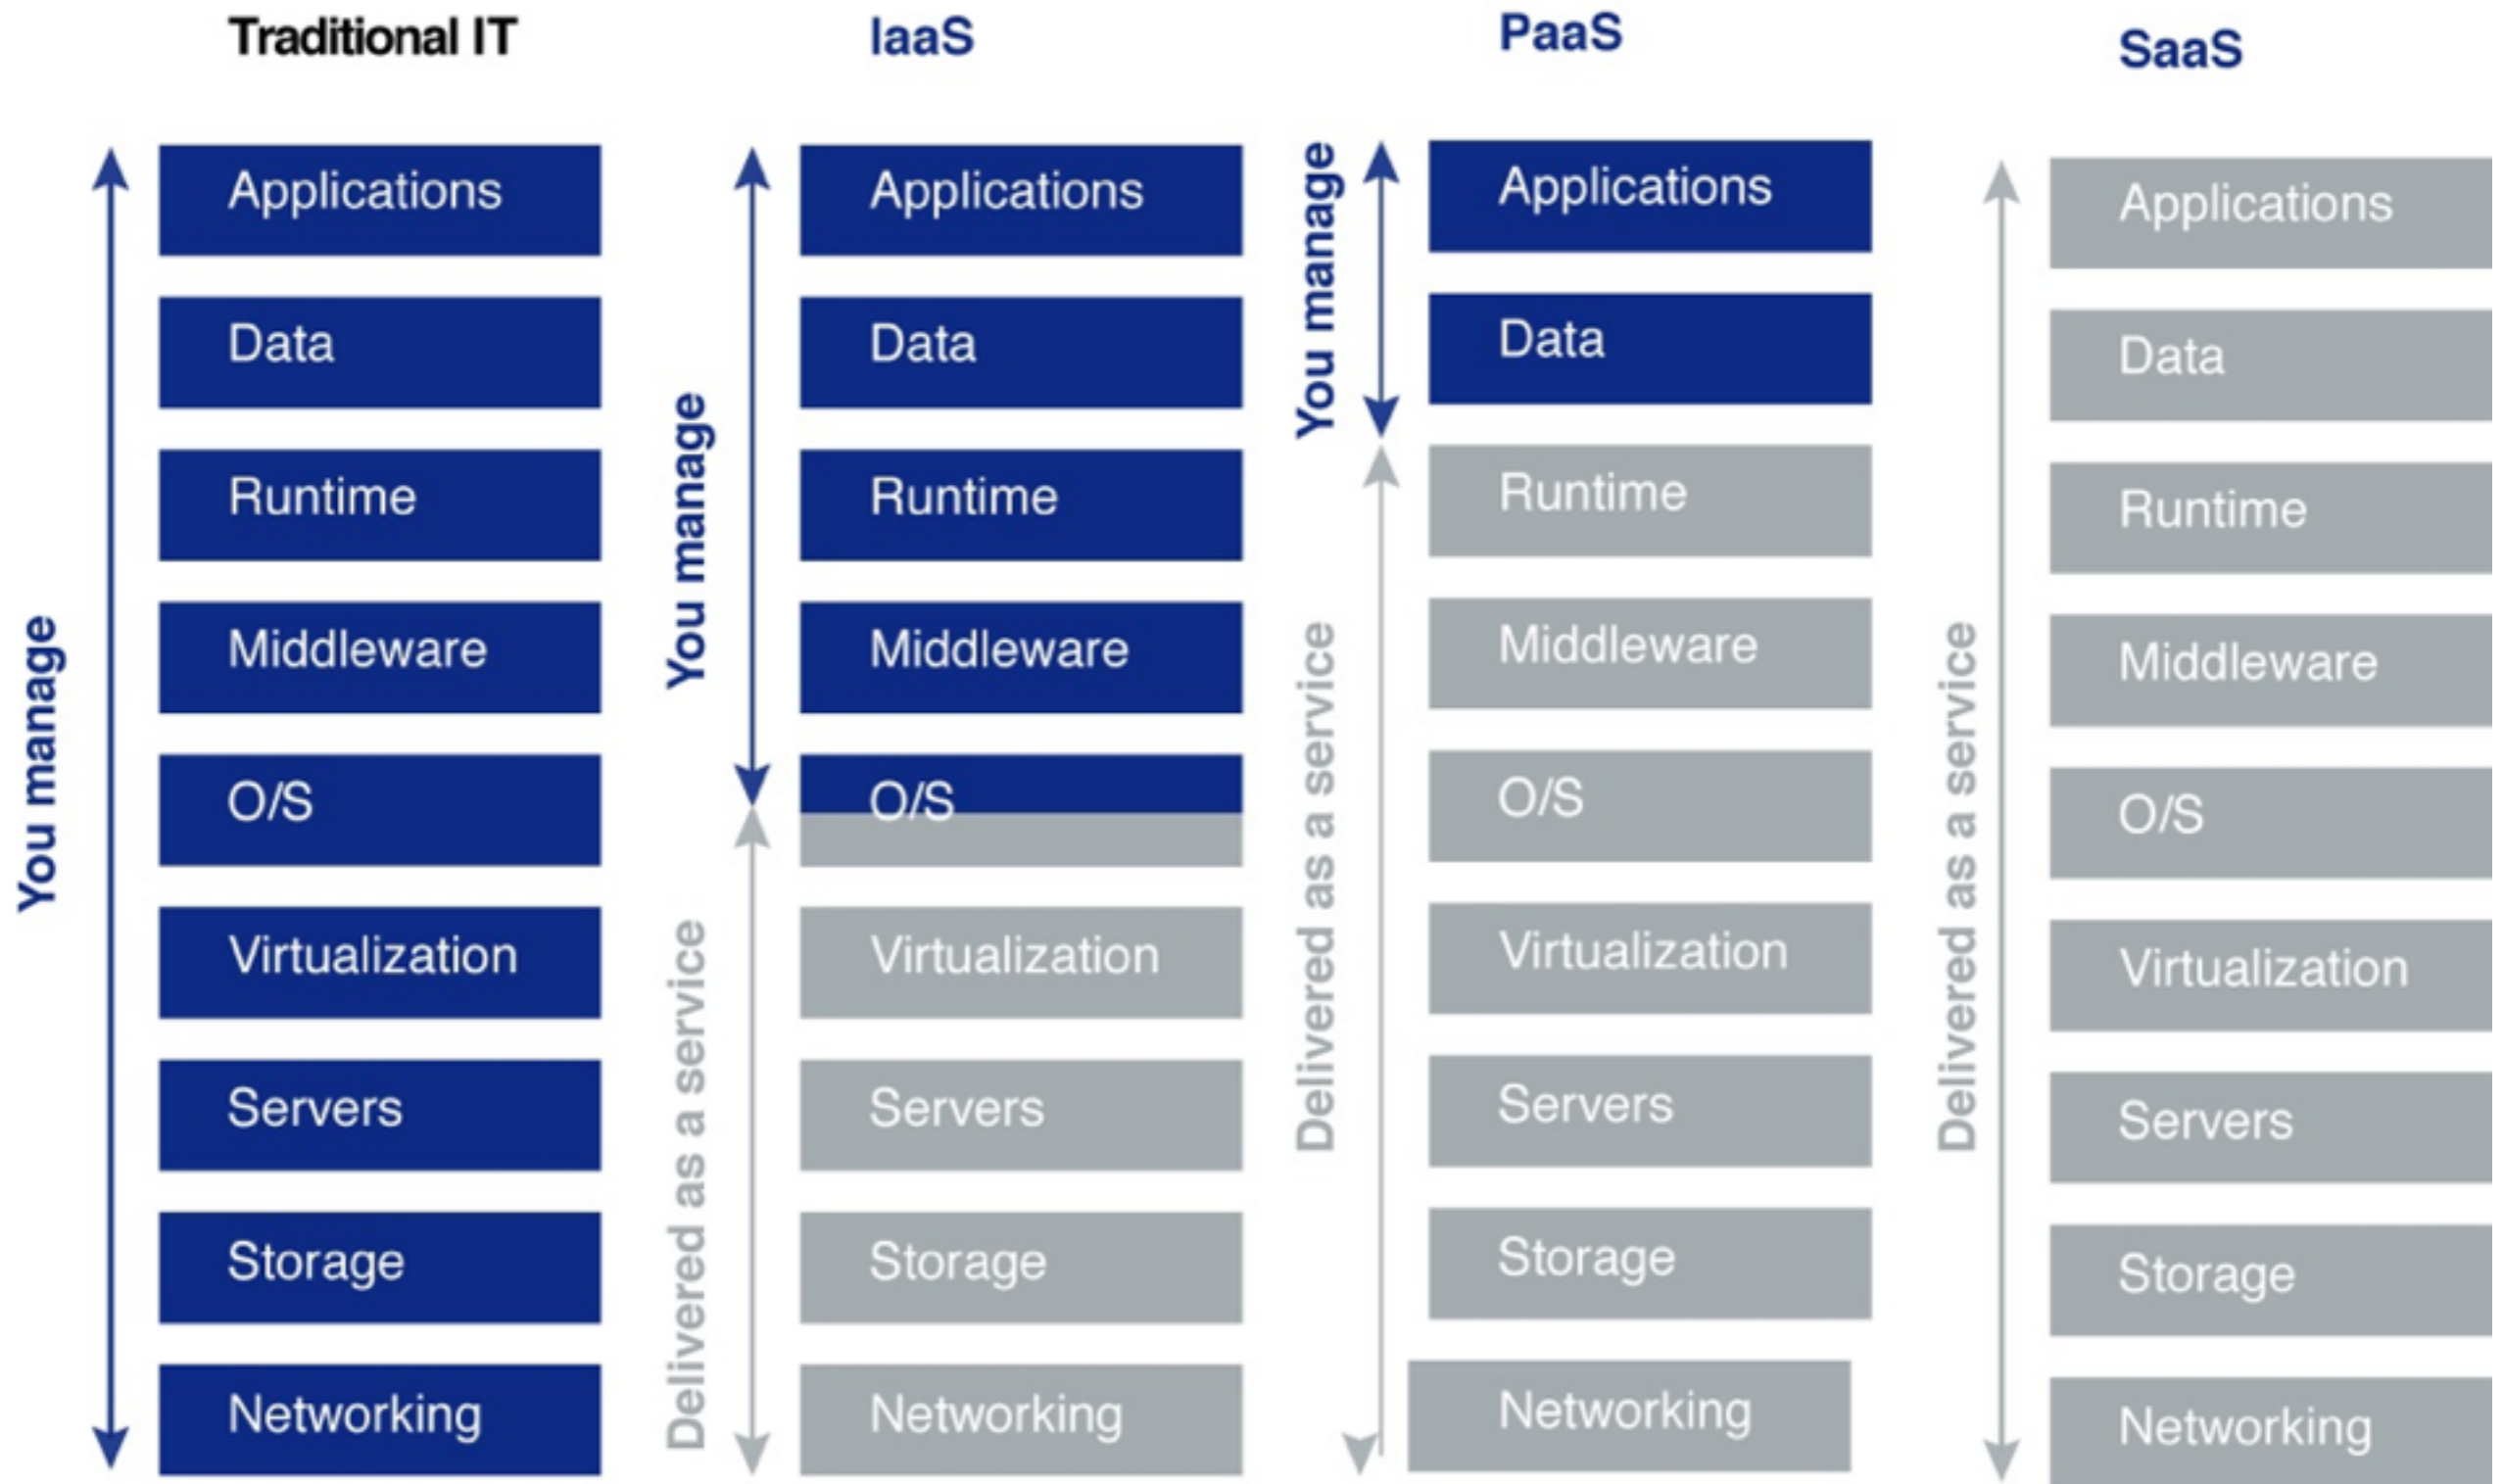 Traditional IT
You manage
Applications
Data
Runtime
Middleware
O/S
Virtualization
Servers
Storage
Networking
IaaS
You manage
Delivered as a service
Applications
Data
Runtime
Middleware
O/S
Virtualization
Servers
Storage
Networking
PaaS
You manage
Delivered as a service
Applications
Data
Runtime
Middleware
O/S
Virtualization
Servers
Storage
Networking
SaaS
Delivered as a service
Applications
Data
Runtime
Middleware
O/S
Virtualization
Servers
Storage
Networking